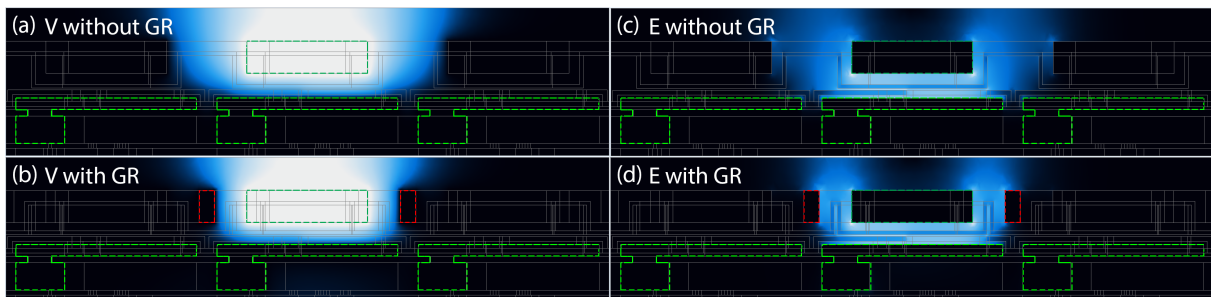 (a) V without GR
(c) E without GR
(b) V with GR
(d) E with GR